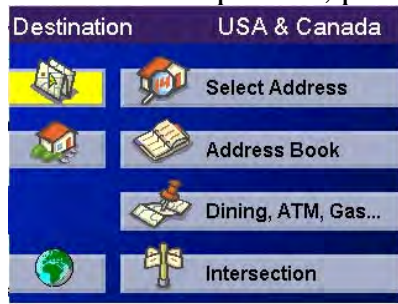 Destination USA & Canada
Select Address
Address Book
Dining, ATM, Gas...
Intersection